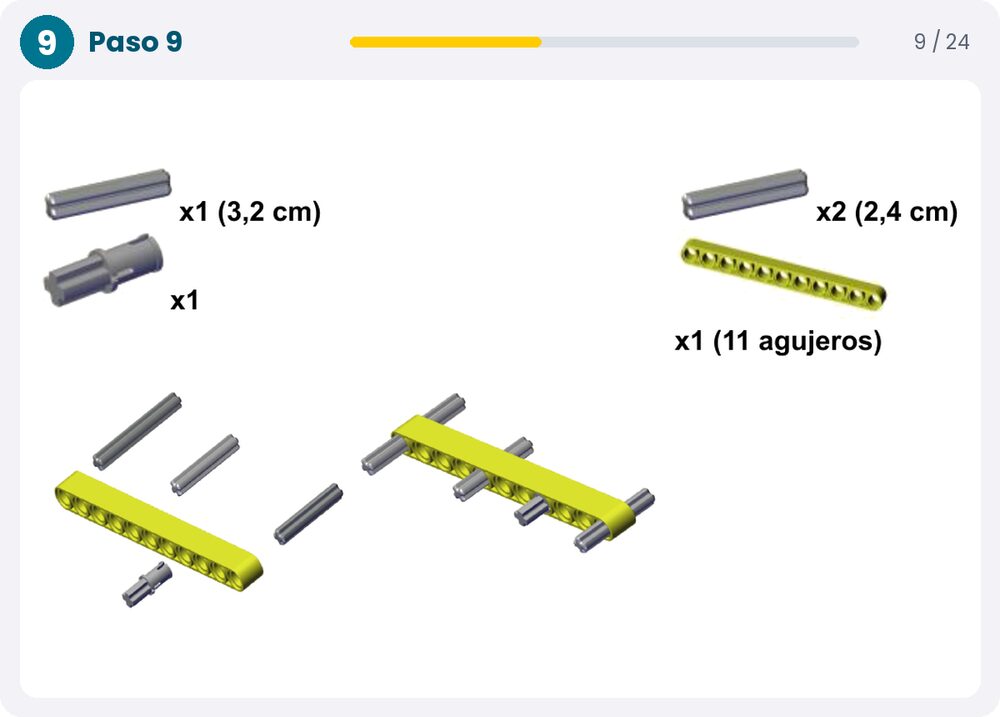 9 Paso 9
9 / 24
x1 (3,2 cm)
x2 (2,4 cm)
x1
x1 (11 agujeros)